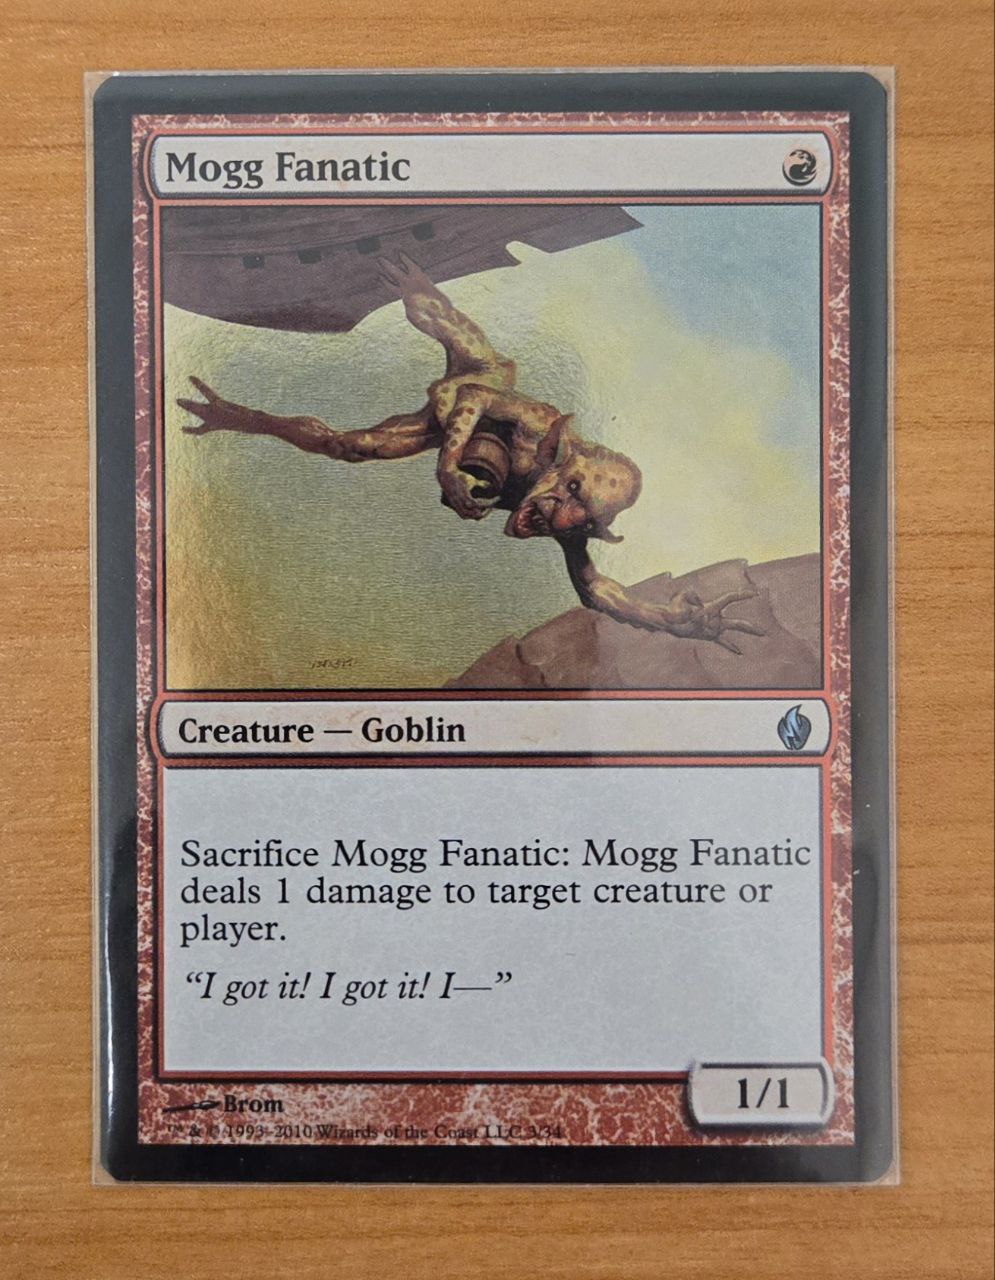 Mogg Fanatic
Creature — Goblin
Sacrifice Mogg Fanatic: Mogg Fanatic
deals 1 damage to target creature or
player.
“I got it! I got it! I—”
1/1
Brom
™ & © 1993–2010 Wizards of the Coast LLC 3/34